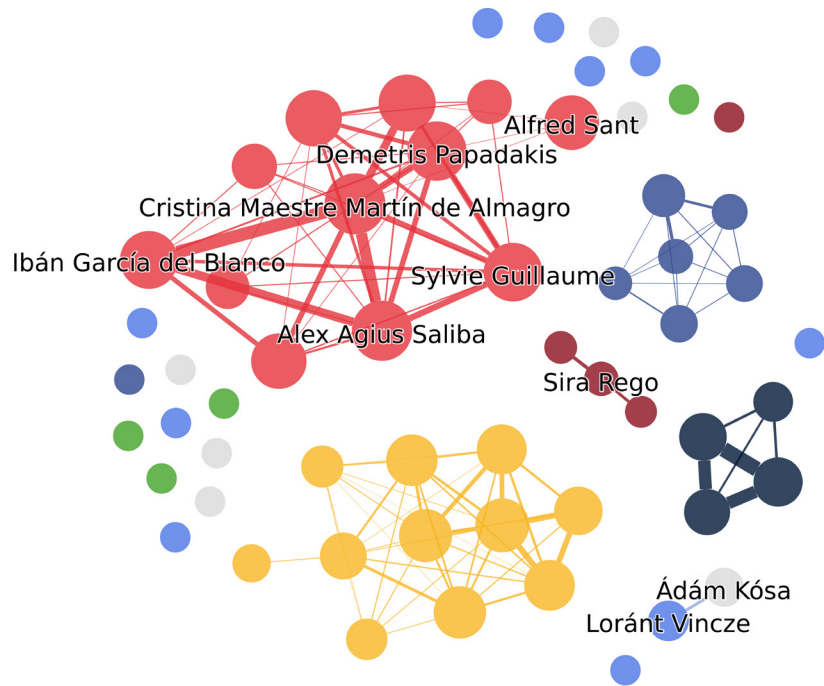 Alfred Sant
Demetris Papadakis
Cristina Maestre Martín de Almagro
Ibán García del Blanco
Sylvie Guillaume
Alex Agius Saliba
Sira Rego
Ádám Kósa
Loránt Vincze